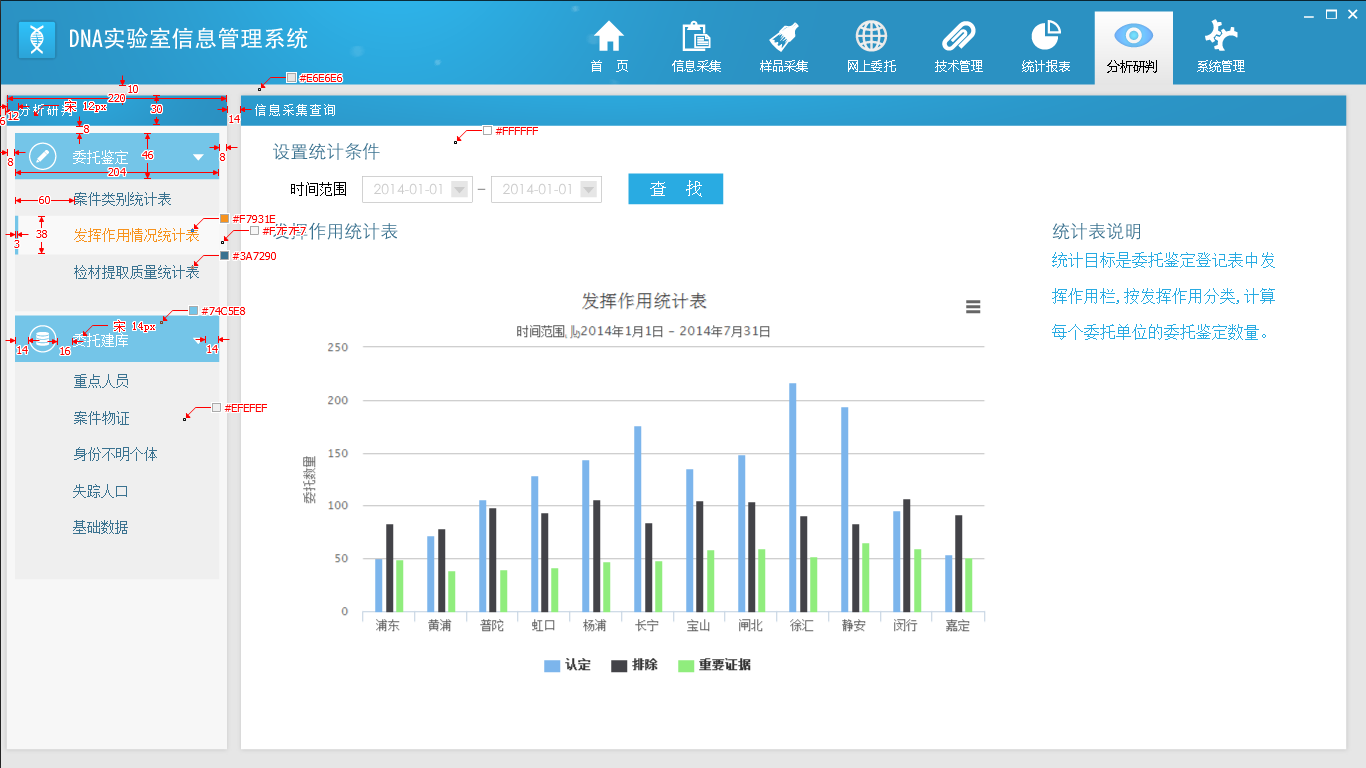 DNA实验室信息管理系统
首 页
信息采集
样品采集
网上委托
技术管理
统计报表
分析研判
系统管理
#E6E6E6
10
220
宋 12px
30
12
6
8
14
分析研判
信息采集查询
#FFFFFF
委托鉴定
46
8
8
204
设置统计条件
时间范围
2014-01-01
–
2014-01-01
查 找
60
案件类别统计表
#F7931E
38
3
发挥作用情况统计表
#F7F7F7
#3A7290
检材提取质量统计表
#74C5E8
宋 14px
委托建库
14
16
14
重点人员
#EFEFEF
案件物证
身份不明个体
失踪人口
基础数据
发挥作用统计表
发挥作用统计表
时间范围从2014年1月1日 - 2014年7月31日
委托数量
250
200
150
100
50
0
浦东
黄浦
普陀
虹口
杨浦
长宁
宝山
闸北
徐汇
静安
闵行
嘉定
认定
排除
重要证据
统计表说明
统计目标是委托鉴定登记表中发
挥作用栏,按发挥作用分类,计算
每个委托单位的委托鉴定数量。